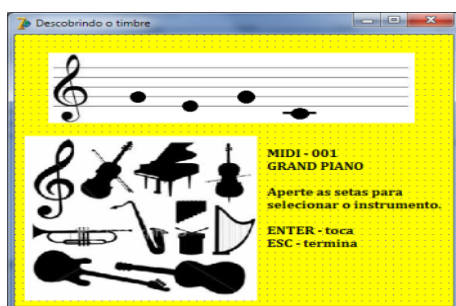 Descobrindo o timbre
MIDI - 001
GRAND PIANO
Aperte as setas para
selecionar o instrumento.
ENTER - toca
ESC - termina